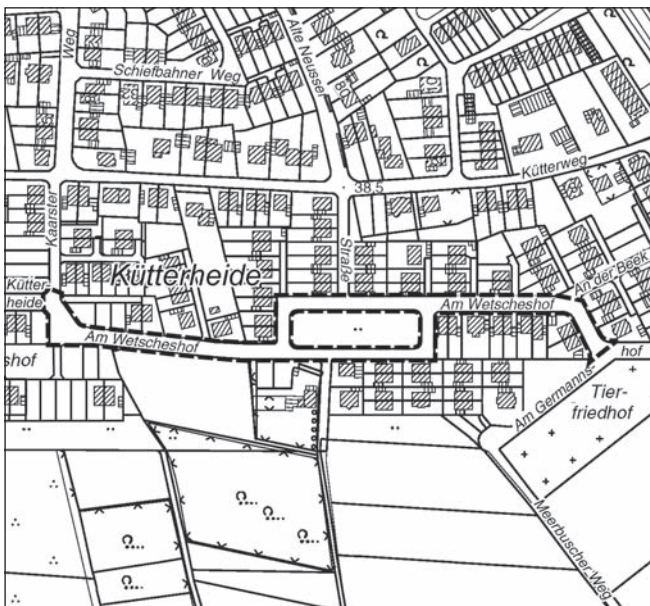 Weg
Schiefbahner Weg
Alte Neusser
Kütterweg
38,5
Kaarster
Straße
Kütterheide
Kütter-
heide
An der Beek
Am Wetscheshof
Am Wetscheshof
shof
hof
Am Germanns-
Tier-
friedhof
Meerbuscher Weg